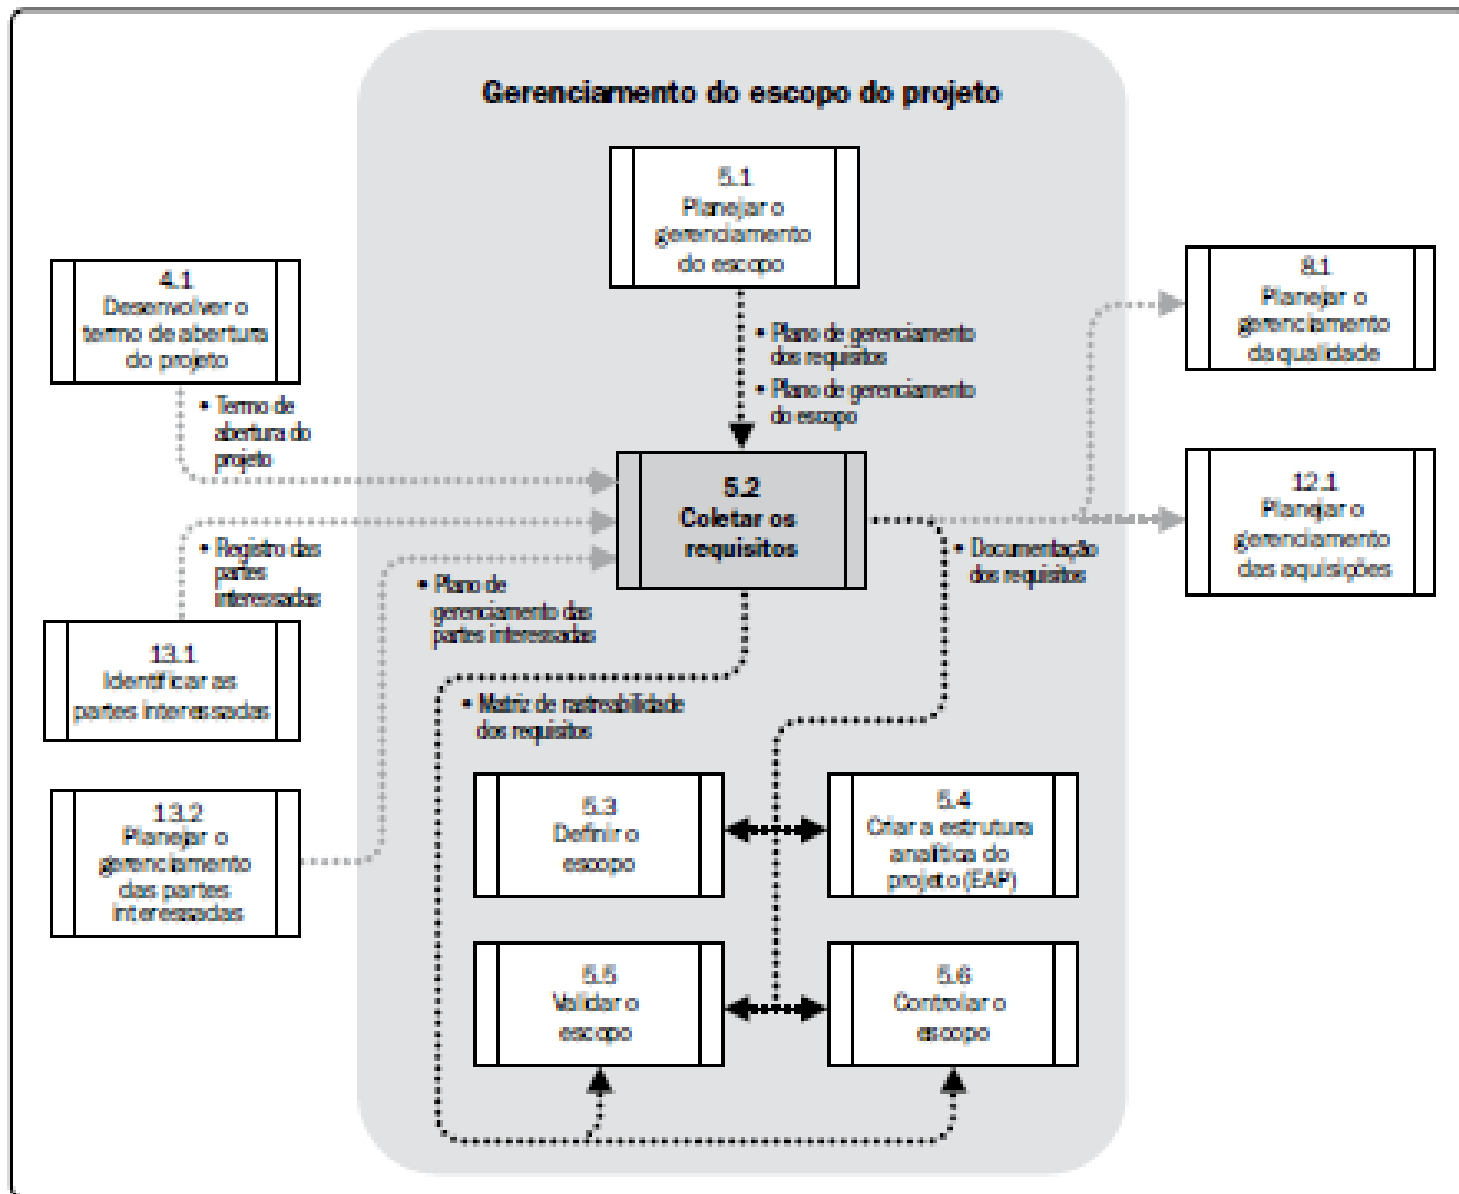 Gerenciamento do escopo do projeto
5.1
Planejar o
gerenciamento
do escopo
4.1
Desenvolver o
termo de abertura
do projeto
8.1
Planejar o
gerenciamento
da qualidade
• Plano de gerenciamento
dos requisitos
• Plano de gerenciamento
do escopo
• Termo de
abertura do
projeto
5.2
Coletar os
requisitos
12.1
Planejar o
gerenciamento
das aquisições
• Registro das
partes
interessadas
• Documentação
dos requisitos
• Plano de
gerenciamento das
partes interessadas
13.1
Identificar as
partes interessadas
• Matriz de rastreabilidade
dos requisitos
13.2
Planejar o
gerenciamento
das partes
interessadas
5.3
Definir o
escopo
5.4
Criar a estrutura
analítica do
projeto (EAP)
5.5
Validar o
escopo
5.6
Controlar o
escopo